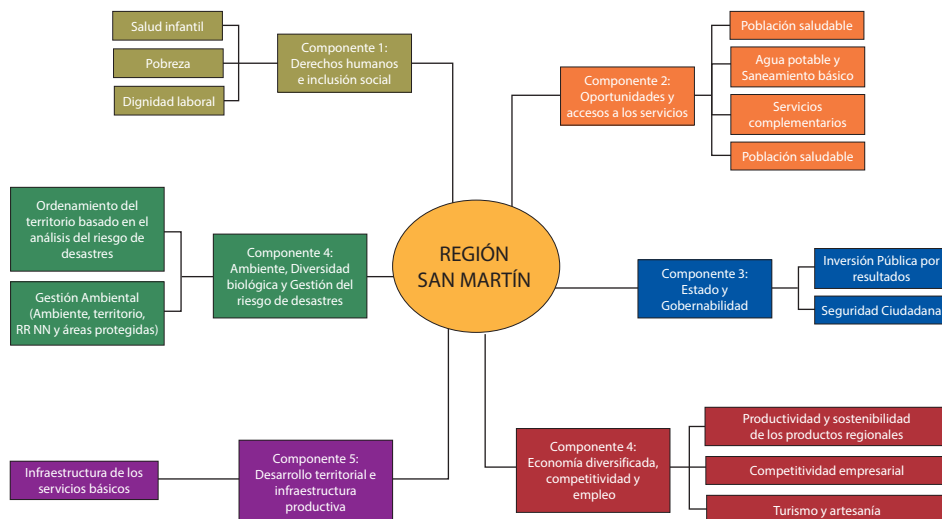 Salud infantil
Pobreza
Dignidad laboral
Componente 1:
Derechos humanos
e inclusión social
Componente 2:
Oportunidades y
accesos a los servicios
Población saludable
Agua potable y
Saneamiento básico
Servicios
complementarios
Población saludable
Ordenamiento del
territorio basado en el
análisis del riesgo de
desastres
Gestión Ambiental
(Ambiente, territorio,
RR NN y áreas protegidas)
Componente 4:
Ambiente, Diversidad
biológica y Gestión del
riesgo de desastres
REGIÓN
SAN MARTÍN
Componente 3:
Estado y
Gobernabilidad
Inversión Pública por
resultados
Seguridad Ciudadana
Infraestructura de los
servicios básicos
Componente 5:
Desarrollo territorial e
infraestructura
productiva
Componente 4:
Economía diversificada,
competitividad y
empleo
Productividad y sostenibilidad
de los productos regionales
Competitividad empresarial
Turismo y artesanía